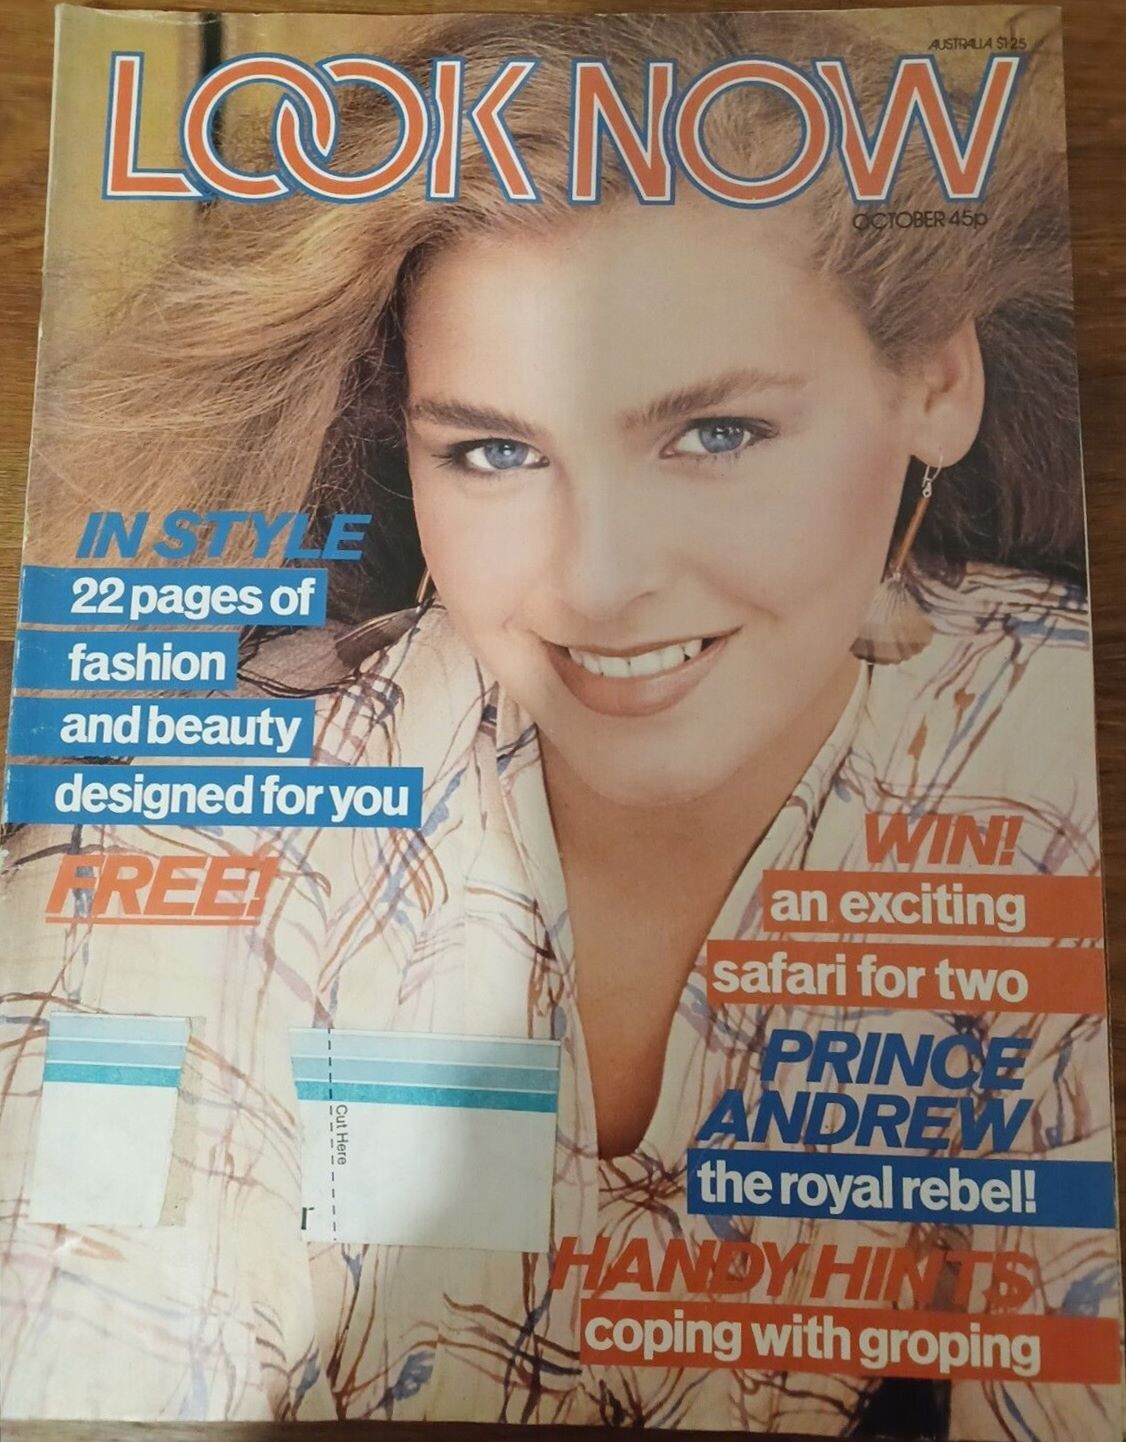 AUSTRALIA $1·25
LOOK NOW
OCTOBER 45p
IN STYLE
22 pages of
fashion
and beauty
designed for you
FREE!
Cut Here
r
WIN!
an exciting
safari for two
PRINCE
ANDREW
the royal rebel!
HANDY HINTS
coping with groping